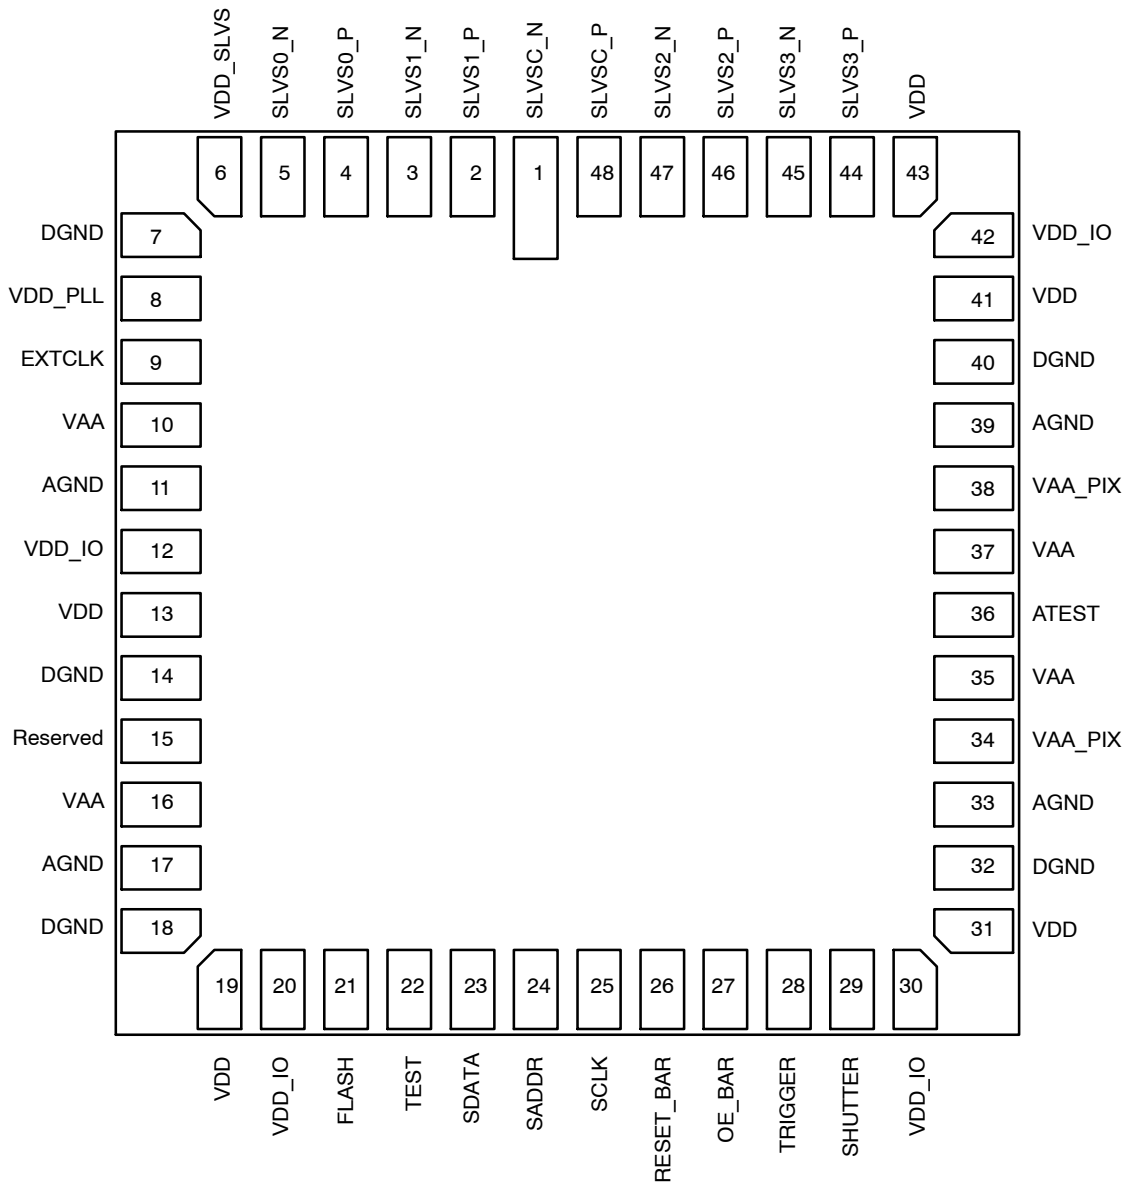 VDD_SLVS
SLVS0_N
SLVS0_P
SLVS1_N
SLVS1_P
SLVSC_N
SLVSC_P
SLVS2_N
SLVS2_P
SLVS3_N
SLVS3_P
VDD
6 5 4 3 2 1 48 47 46 45 44 43
DGND 7 42 VDD_IO
VDD_PLL 8 41 VDD
EXTCLK 9 40 DGND
VAA 10 39 AGND
AGND 11 38 VAA_PIX
VDD_IO 12 37 VAA
VDD 13 36 ATEST
DGND 14 35 VAA
Reserved 15 34 VAA_PIX
VAA 16 33 AGND
AGND 17 32 DGND
DGND 18 31 VDD
19 20 21 22 23 24 25 26 27 28 29 30
VDD
VDD_IO
FLASH
TEST
SDATA
SADDR
SCLK
RESET_BAR
OE_BAR
TRIGGER
SHUTTER
VDD_IO